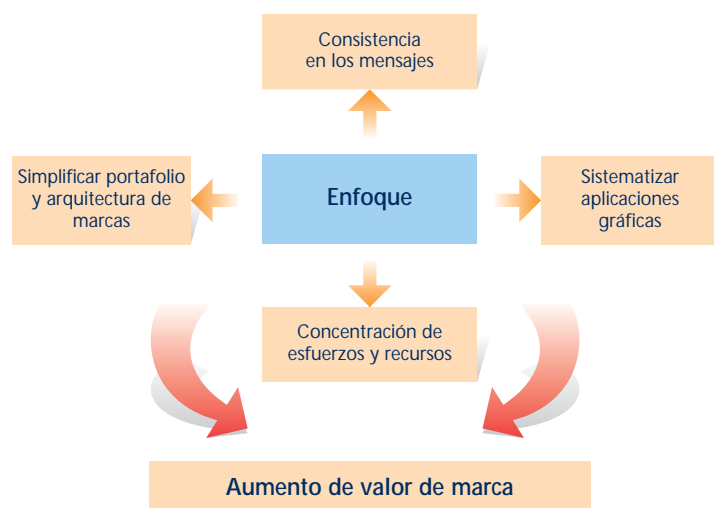 Consistencia
en los mensajes
Simplificar portafolio
y arquitectura de
marcas
Enfoque
Sistematizar
aplicaciones
gráficas
Concentración de
esfuerzos y recursos
Aumento de valor de marca